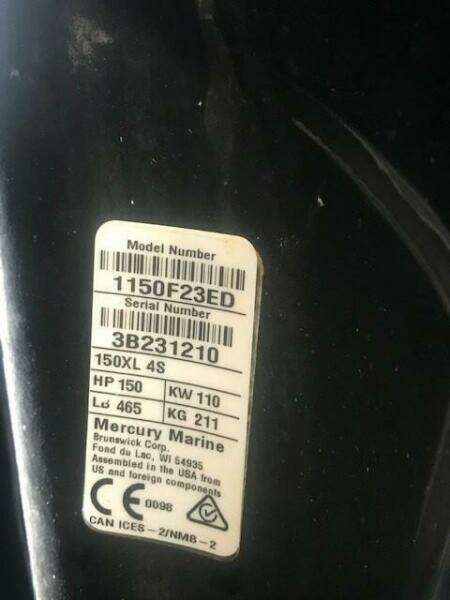 Model Number
1150F23ED
Serial Number
3B231210
150XL 4S
HP 150 KW 110
LB 465 KG 211
Mercury Marine
Brunswick Corp.
Fond du Lac, WI 54935
Assembled in the USA from
US and foreign components
CE 0098
CAN ICES-2/NMB-2